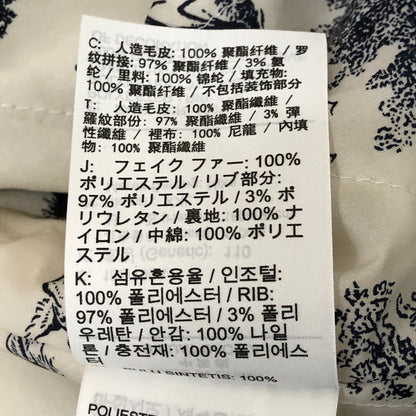 C: 人造毛皮: 100% 聚酯纤维 / 罗
纹拼接: 97% 聚酯纤维 / 3% 氨
纶 / 里料: 100% 锦纶 / 填充物:
100% 聚酯纤维 / 不包括装饰部分
T: 人造毛皮: 100% 聚酯纖維 /
羅紋部份: 97% 聚酯纖維 / 3% 彈
性纖維 / 裡布: 100% 尼龍 / 內填
物: 100% 聚酯纖維
J: フェイク ファー: 100%
ポリエステル / リブ部分:
97% ポリエステル / 3% ポ
リウレタン / 裏地: 100% ナ
イロン / 中綿: 100% ポリエ
ステル
K: 섬유혼용율 / 인조털:
100% 폴리에스터 / RIB:
97% 폴리에스터 / 3% 폴리
우레탄 / 안감: 100% 나일
론 / 충전재: 100% 폴리에스
터
BULU SINTETIS: 100%
POLIESTE